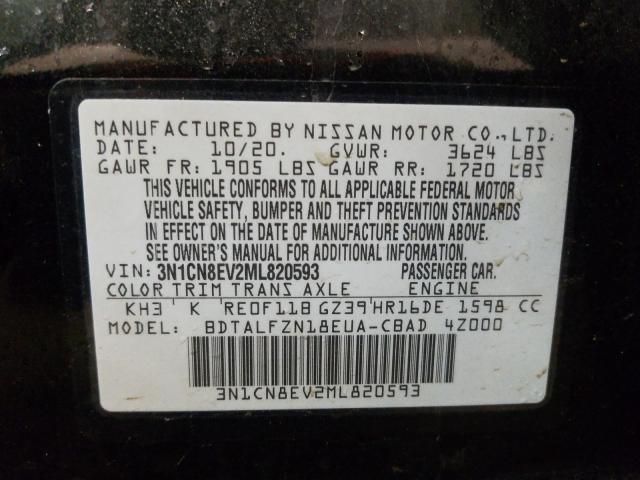 MANUFACTURED BY NISSAN MOTOR CO., LTD.
DATE: 10/20. GVWR: 3624 LBS
GAWR FR: 1905 LBS GAWR RR: 1720 LBS
THIS VEHICLE CONFORMS TO ALL APPLICABLE FEDERAL MOTOR
VEHICLE SAFETY, BUMPER AND THEFT PREVENTION STANDARDS
IN EFFECT ON THE DATE OF MANUFACTURE SHOWN ABOVE.
SEE OWNER'S MANUAL FOR ADDITIONAL INFORMATION.
VIN: 3N1CN8EV2ML820593 PASSENGER CAR.
COLOR TRIM TRANS AXLE ENGINE
KH3 K RE0F11B GZ39 HR16DE 1598 CC
MODEL: BDTALFZN18EUA-CBAD 4Z000
3N1CN8EV2ML820593